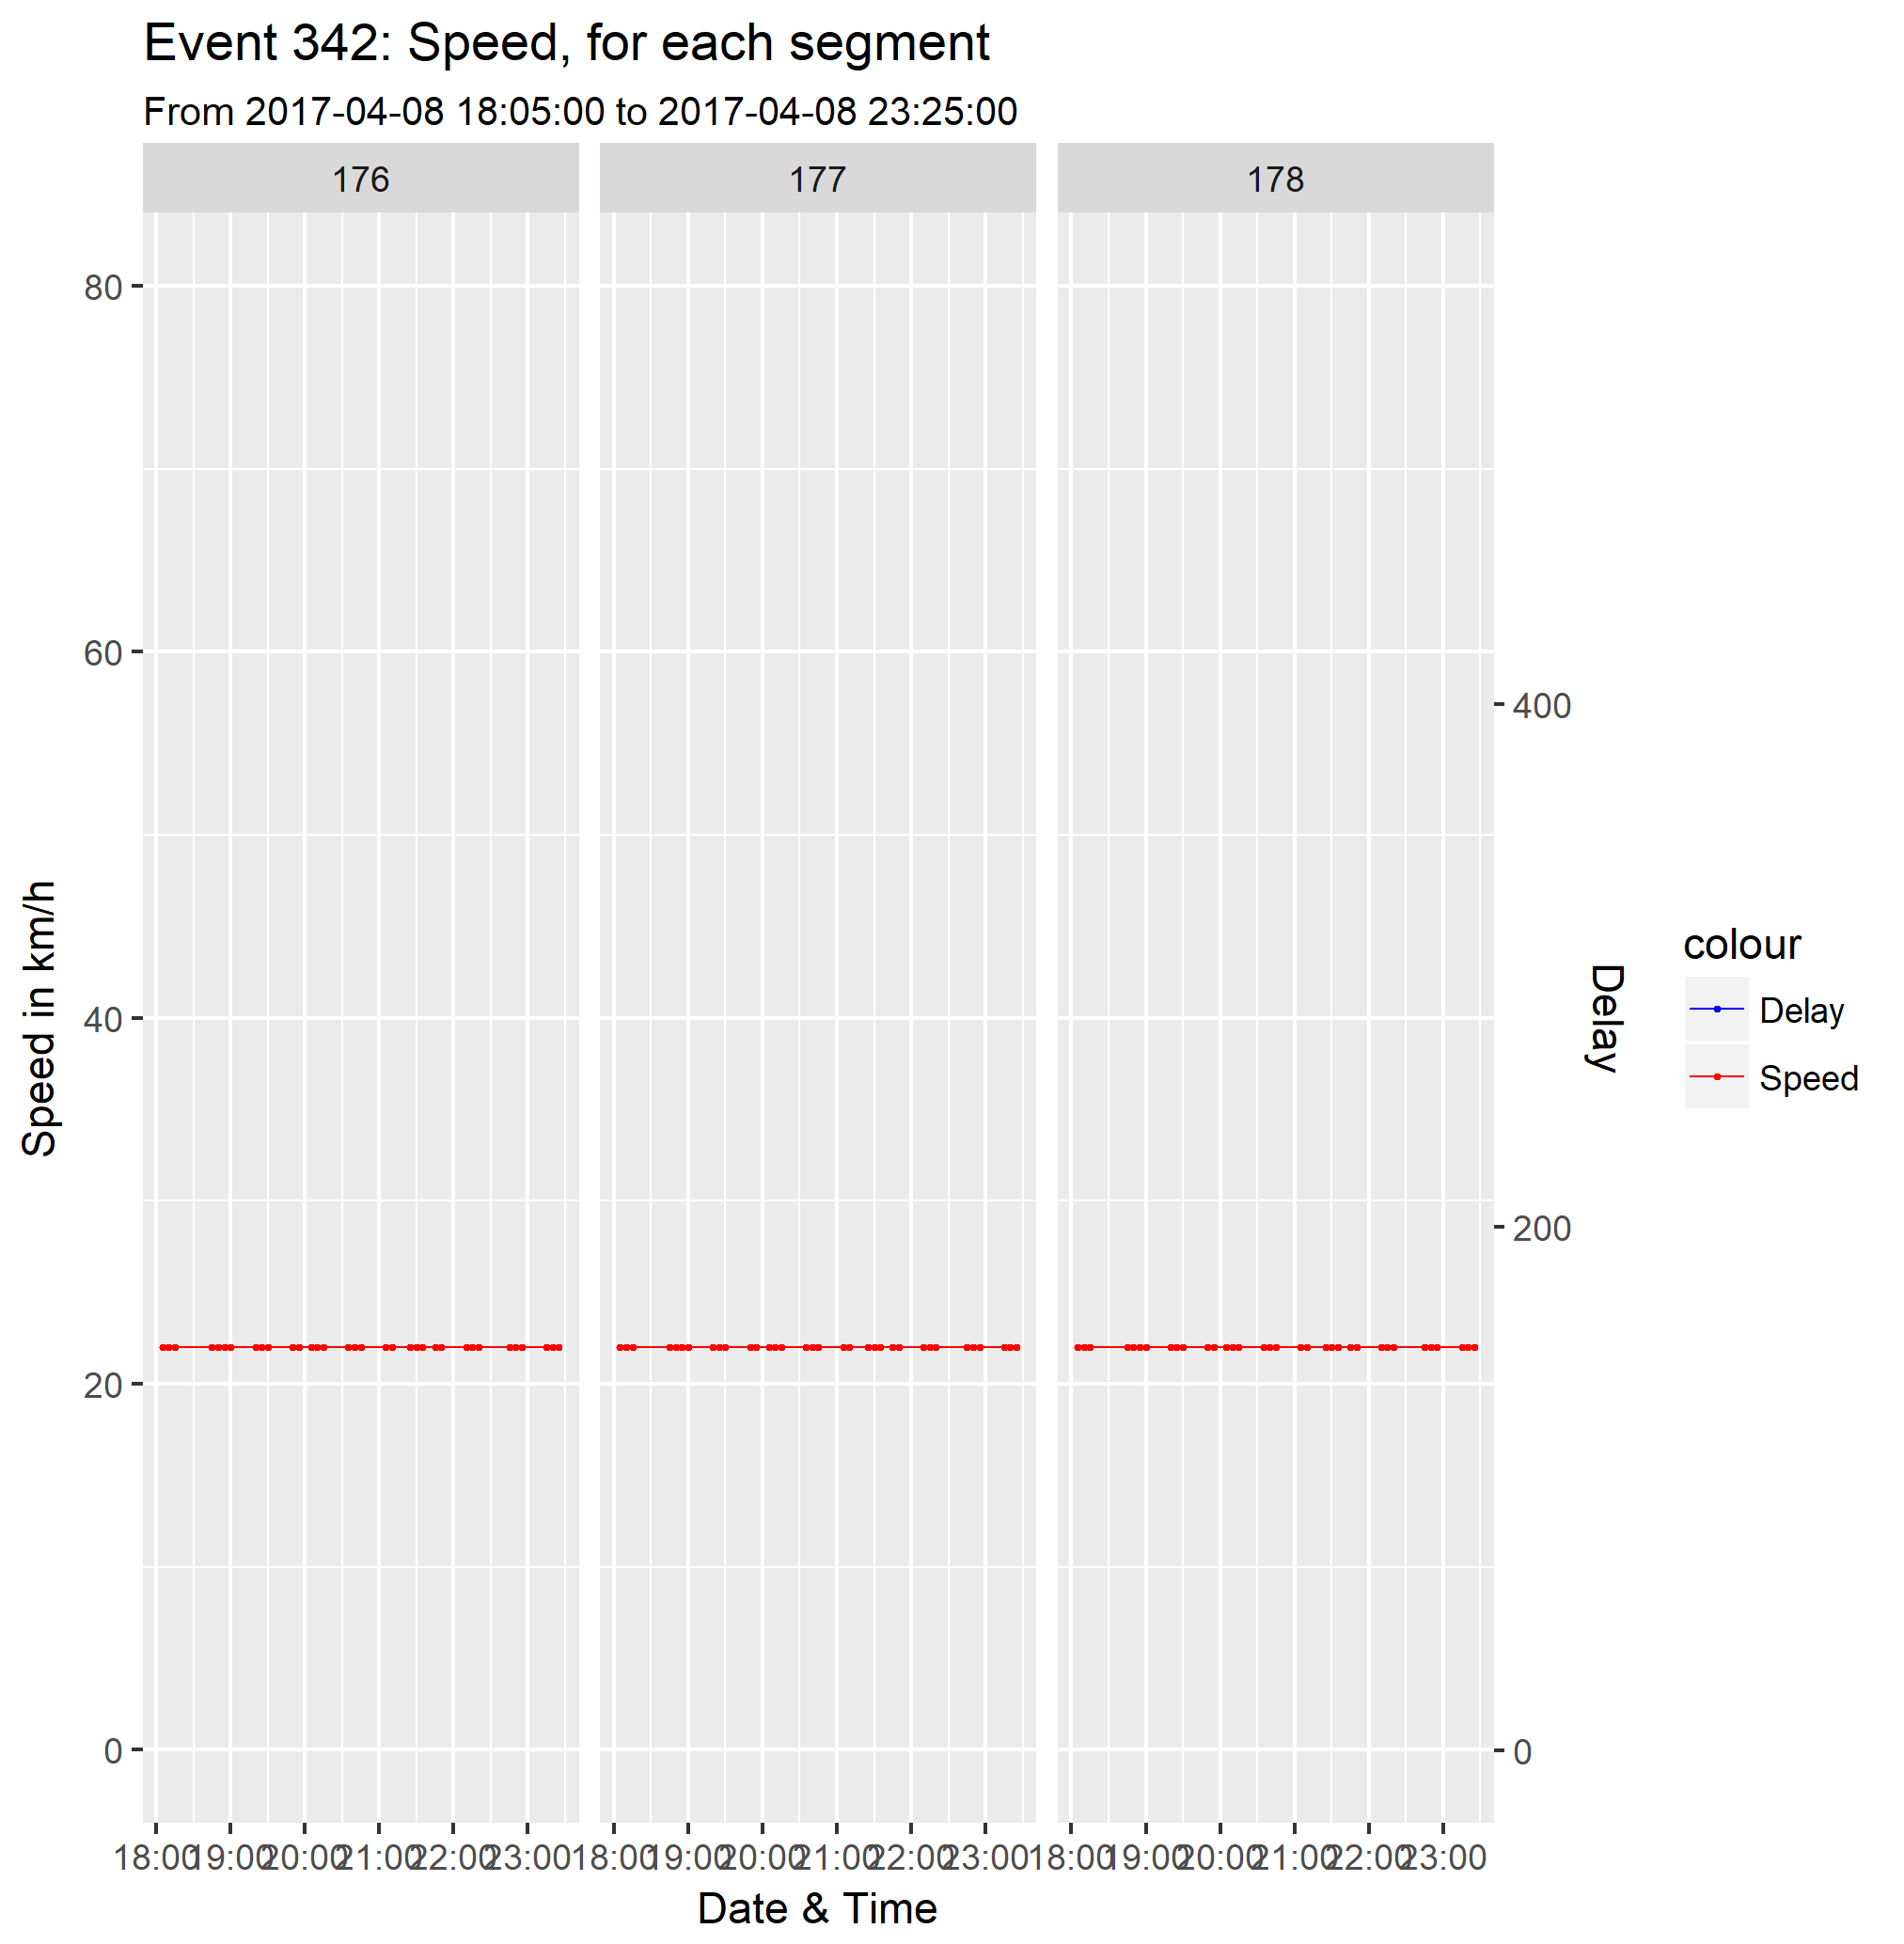 Event 342: Speed, for each segment
From 2017-04-08 18:05:00 to 2017-04-08 23:25:00
176 177 178
80
60
40
20
0
Speed in km/h
400
200
0
Delay
colour
Delay
Speed
18:00 19:00 20:00 21:00 22:00 23:00 18:00 19:00 20:00 21:00 22:00 23:00 18:00 19:00 20:00 21:00 22:00 23:00
Date & Time